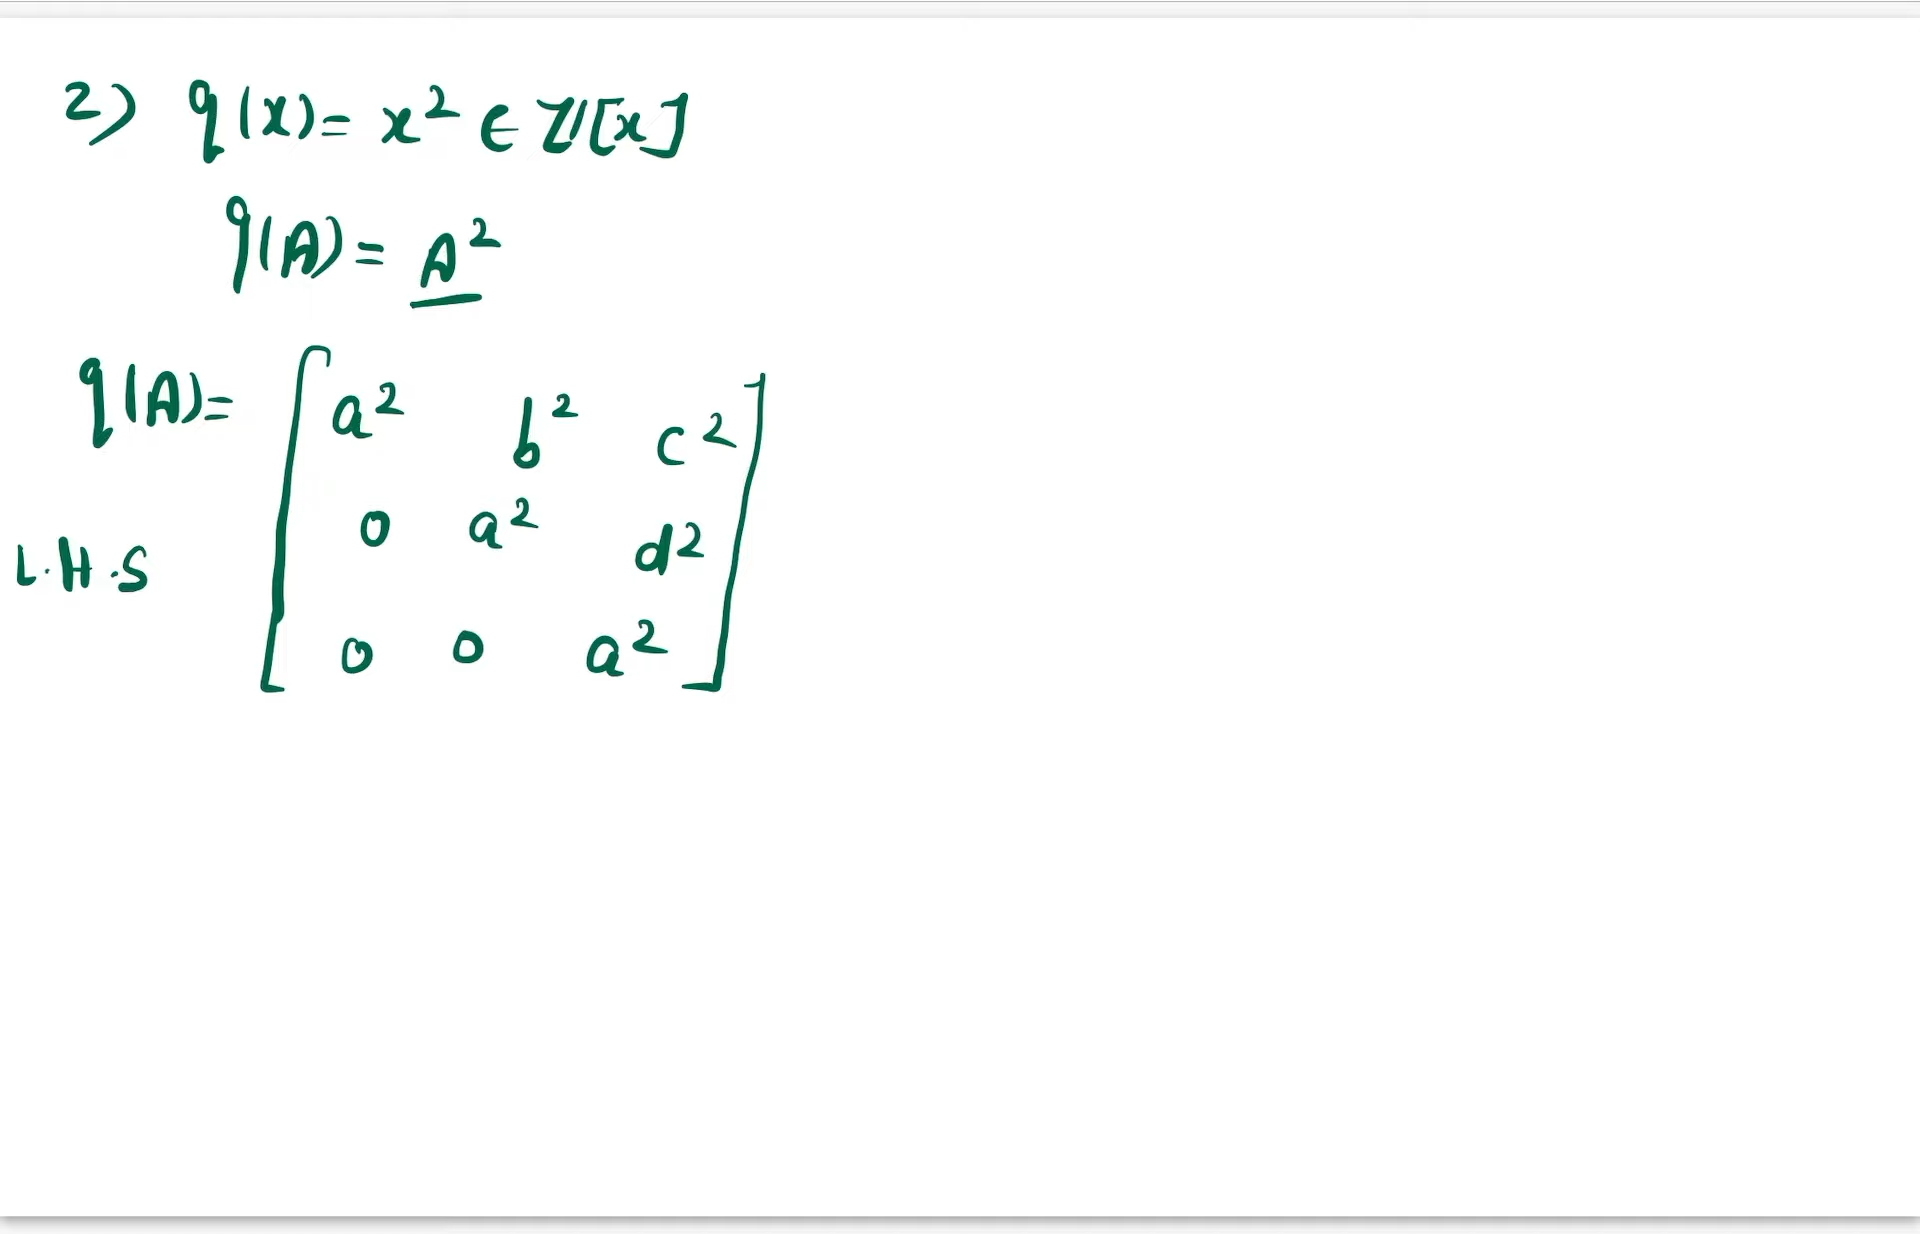 2) q(x)= x² ∈ ℤ[x]
q(A)= A²
q(A)= [ a² b² c²
0 a² d²
L.H.S
0 0 a² ]